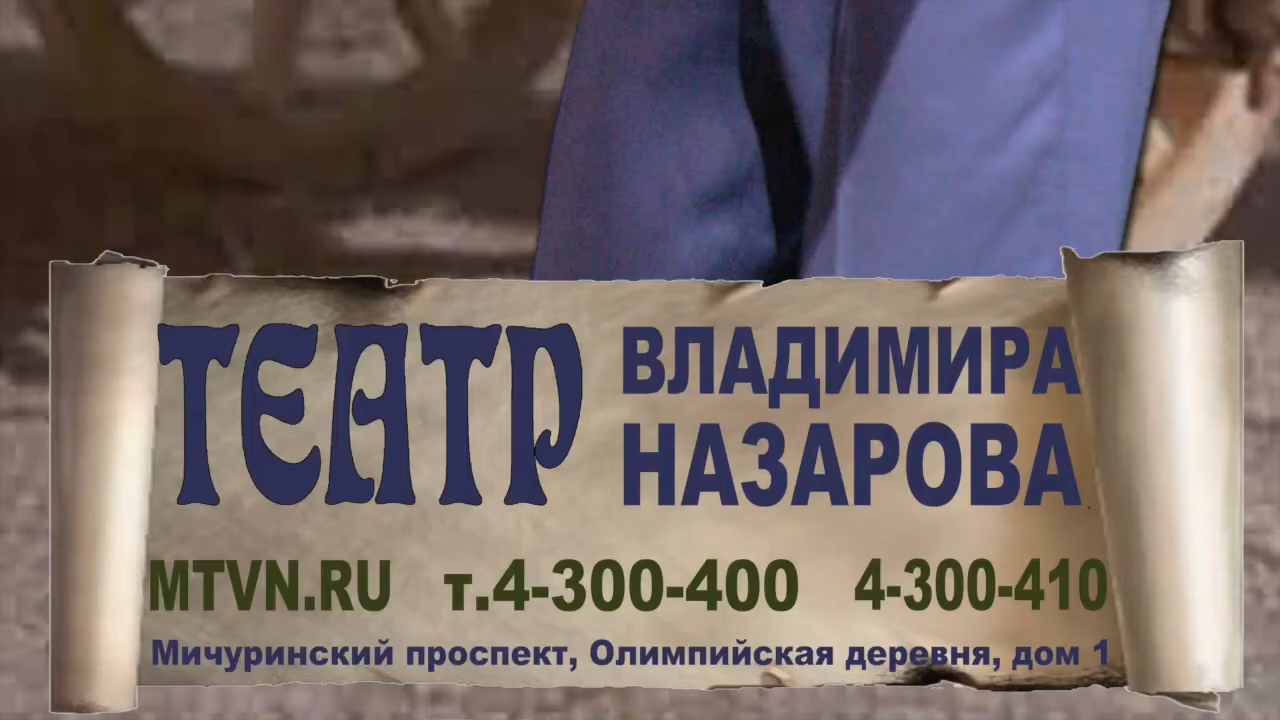 ТЕАТР ВЛАДИМИРА
НАЗАРОВА
MTVN.RU т.4-300-400 4-300-410
Мичуринский проспект, Олимпийская деревня, дом 1